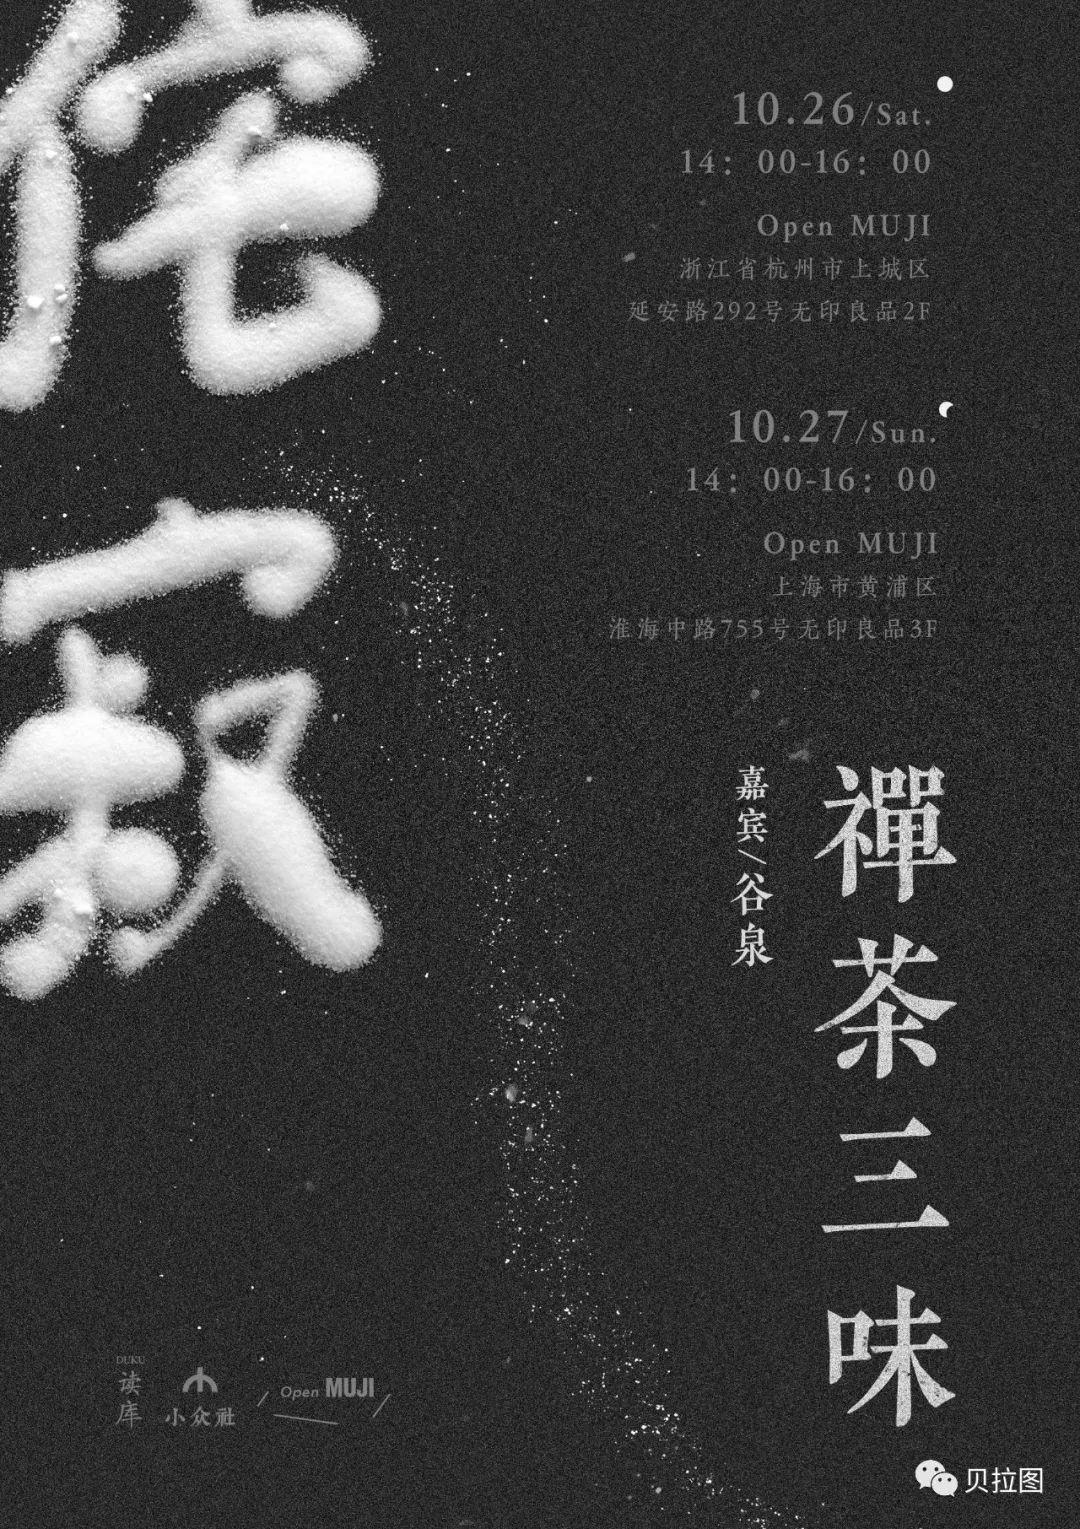 侘
寂
10.26/Sat.
14：00-16：00
Open MUJI
浙江省杭州市上城区
延安路292号无印良品2F
10.27/Sun.
14：00-16：00
Open MUJI
上海市黄浦区
淮海中路755号无印良品3F
禪茶三味
嘉宾/谷泉
DUKU
读库
小众社
Open MUJI
贝拉图